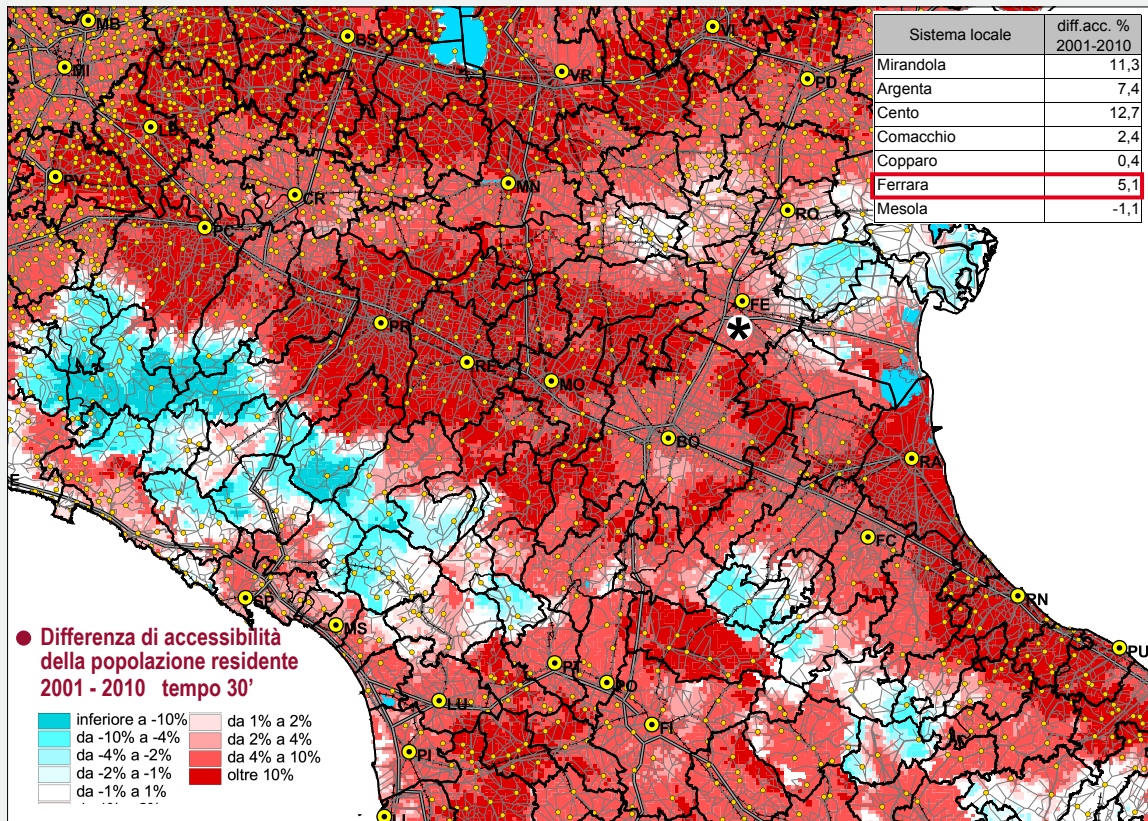 Sistema locale
diff.acc. %
2001-2010
Mirandola 11,3
Argenta 7,4
Cento 12,7
Comacchio 2,4
Copparo 0,4
Ferrara 5,1
Mesola -1,1
MB
BS
VI
MI
VR
PD
LO
PV
MN
CR
RO
PC
FE
*
PR
RE
MO
BO
RA
FC
SP
RN
MS
PU
PT
PO
LU
FI
PI
LI
● Differenza di accessibilità
della popolazione residente
2001 - 2010 tempo 30'
inferiore a -10%
da -10% a -4%
da -4% a -2%
da -2% a -1%
da -1% a 1%
da 1% a 2%
da 2% a 4%
da 4% a 10%
oltre 10%